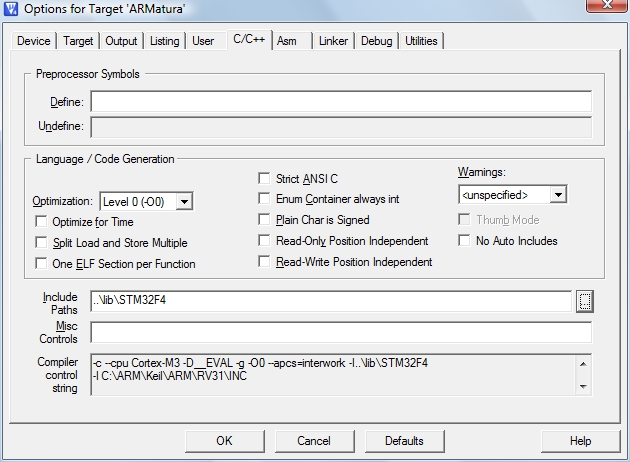 Options for Target 'ARMatura'
Device Target Output Listing User C/C++ Asm Linker Debug Utilities
Preprocessor Symbols
Define:
Undefine:
Language / Code Generation
Strict ANSI C
Warnings:
Optimization: Level 0 (-O0)
Enum Container always int
<unspecified>
Optimize for Time
Plain Char is Signed
Thumb Mode
Split Load and Store Multiple
Read-Only Position Independent
No Auto Includes
One ELF Section per Function
Read-Write Position Independent
Include
Paths
..\lib\STM32F4
...
Misc
Controls
Compiler
control
string
-c --cpu Cortex-M3 -D__EVAL -g -O0 --apcs=interwork -I..\lib\STM32F4
-I C:\ARM\Keil\ARM\RV31\INC
OK Cancel Defaults Help